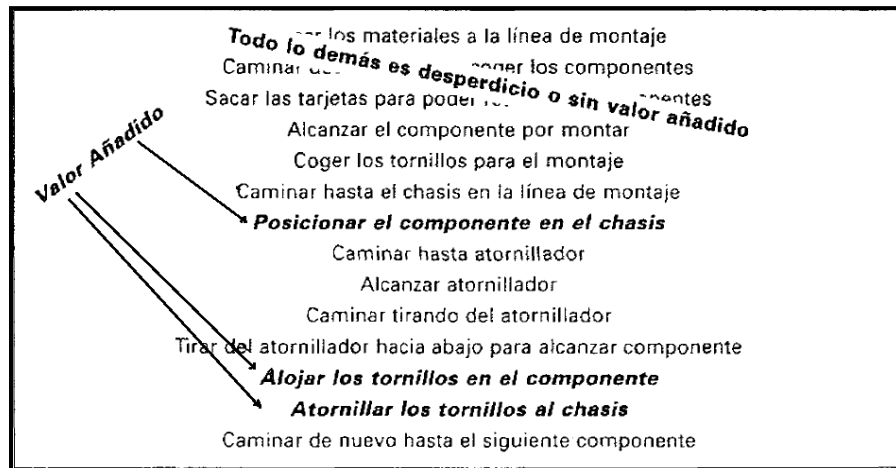 los materiales a la línea de montaje
Todo lo demás es desperdicio o sin valor añadido
Caminar coger los componentes
Sacar las tarjetas para poder
Alcanzar el componente por montar
Coger los tornillos para el montaje
Valor Añadido
Caminar hasta el chasis en la línea de montaje
Posicionar el componente en el chasis
Caminar hasta atornillador
Alcanzar atornillador
Caminar tirando del atornillador
Tirar del atornillador hacia abajo para alcanzar componente
Alojar los tornillos en el componente
Atornillar los tornillos al chasis
Caminar de nuevo hasta el siguiente componente